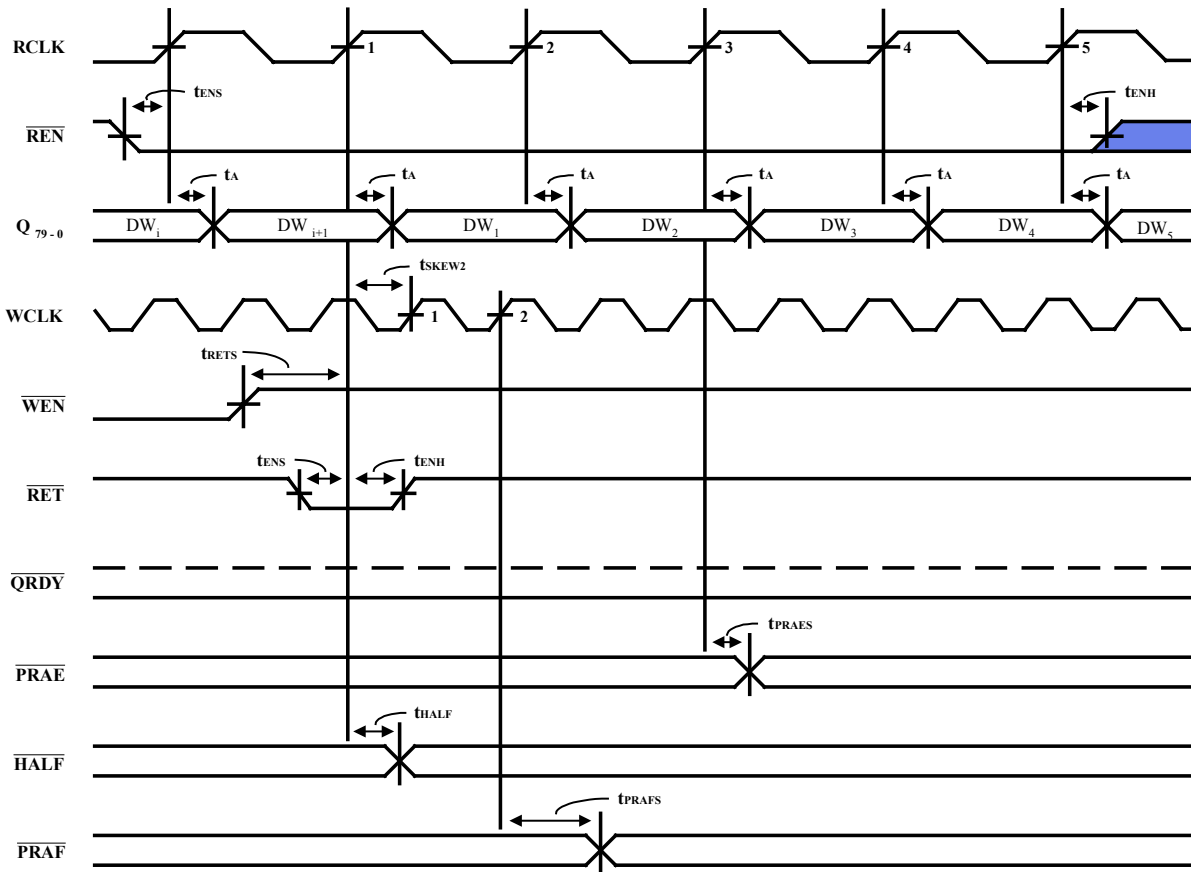 RCLK 1 2 3 4 5
tENS tENH
REN
tA tA tA tA tA tA
Q 79 - 0 DWi DW i+1 DW1 DW2 DW3 DW4 DW5
tSKEW2
WCLK 1 2
tRETS
WEN
tENS tENH
RET
QRDY
tPRAES
PRAE
tHALF
HALF
tPRAFS
PRAF